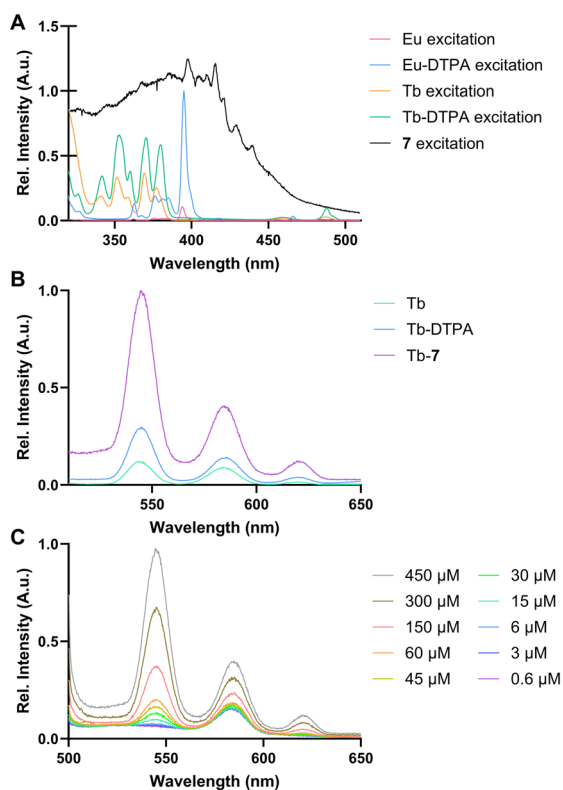 A
1.5
1.0
0.5
0.0
Rel. Intensity (A.u.)
350
400
450
500
Wavelength (nm)
Eu excitation
Eu-DTPA excitation
Tb excitation
Tb-DTPA excitation
7 excitation
B
1.0
0.5
0.0
Rel. Intensity (A.u.)
550
600
650
Wavelength (nm)
Tb
Tb-DTPA
Tb-7
C
1.0
0.5
0.0
Rel. Intensity (A.u.)
500
550
600
650
Wavelength (nm)
450 µM
300 µM
150 µM
60 µM
45 µM
30 µM
15 µM
6 µM
3 µM
0.6 µM